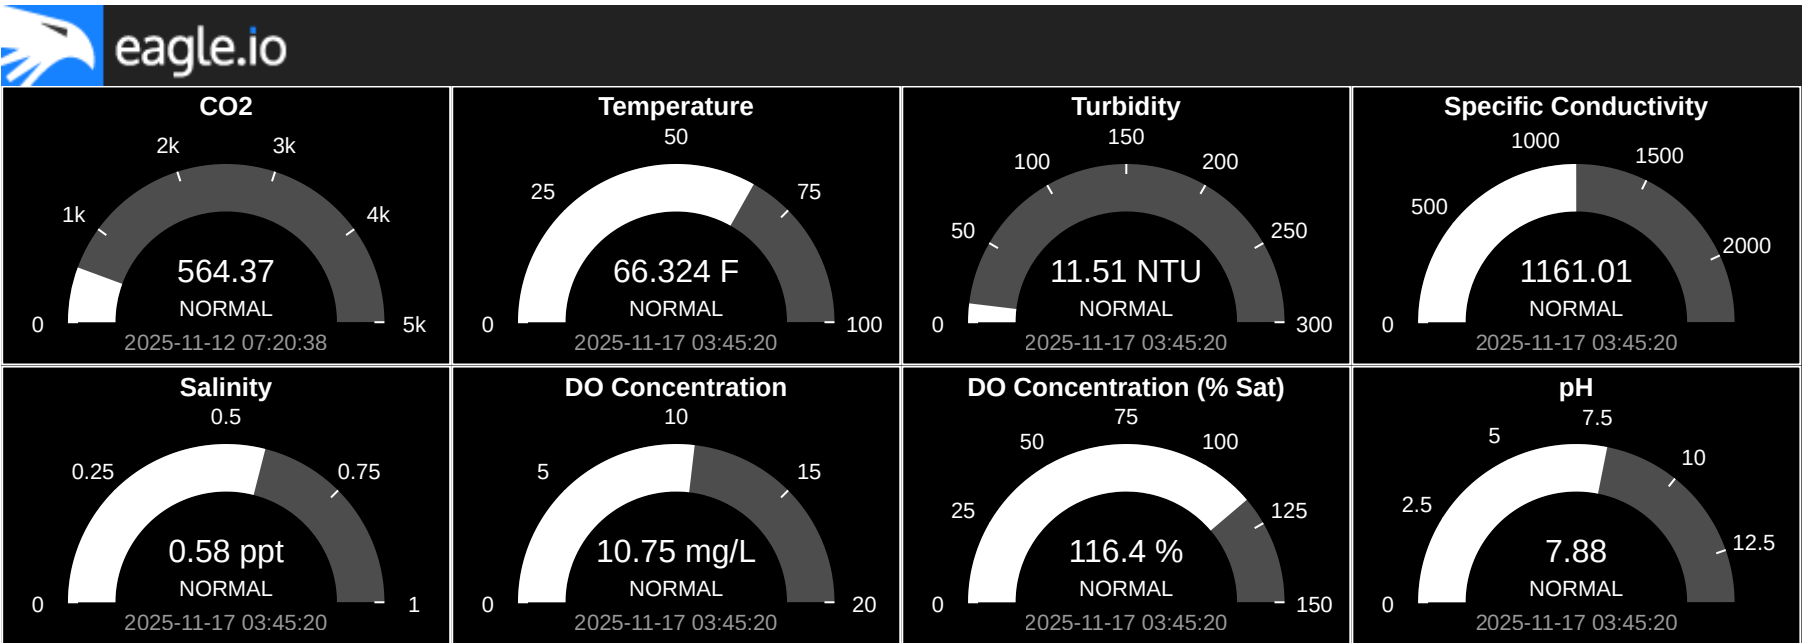 eagle.io
CO2
0
1k
2k
3k
4k
5k
564.37
NORMAL
2025-11-12 07:20:38
Temperature
0
25
50
75
100
66.324 F
NORMAL
2025-11-17 03:45:20
Turbidity
0
50
100
150
200
250
300
11.51 NTU
NORMAL
2025-11-17 03:45:20
Specific Conductivity
0
500
1000
1500
2000
1161.01
NORMAL
2025-11-17 03:45:20
Salinity
0
0.25
0.5
0.75
1
0.58 ppt
NORMAL
2025-11-17 03:45:20
DO Concentration
0
5
10
15
20
10.75 mg/L
NORMAL
2025-11-17 03:45:20
DO Concentration (% Sat)
0
25
50
75
100
125
150
116.4 %
NORMAL
2025-11-17 03:45:20
pH
0
2.5
5
7.5
10
12.5
7.88
NORMAL
2025-11-17 03:45:20